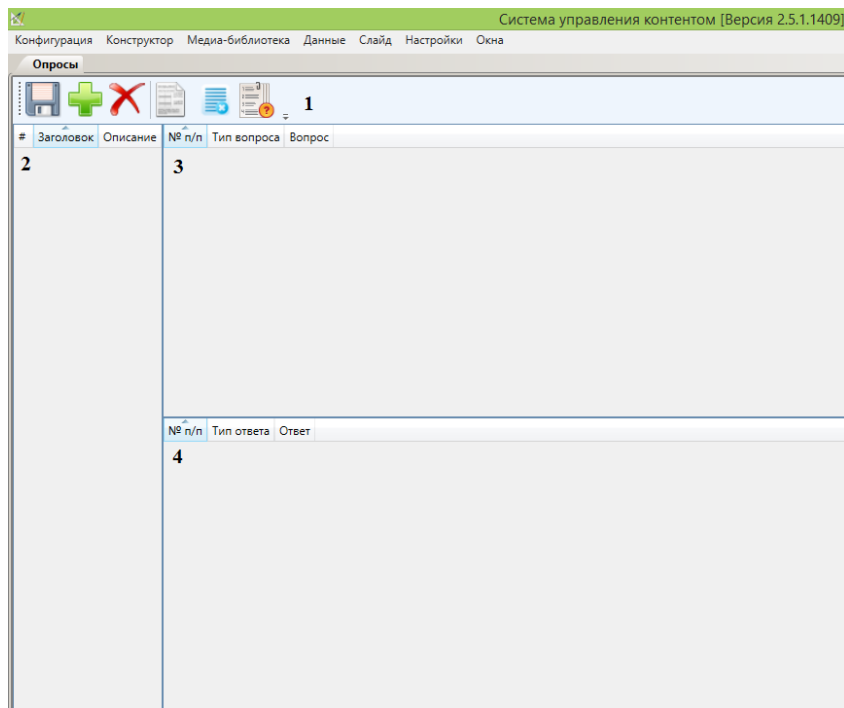 Система управления контентом [Версия 2.5.1.1409]
Конфигурация Конструктор Медиа-библиотека Данные Слайд Настройки Окна
Опросы
1
# Заголовок Описание № п/п Тип вопроса Вопрос
2 3
№ п/п Тип ответа Ответ
4